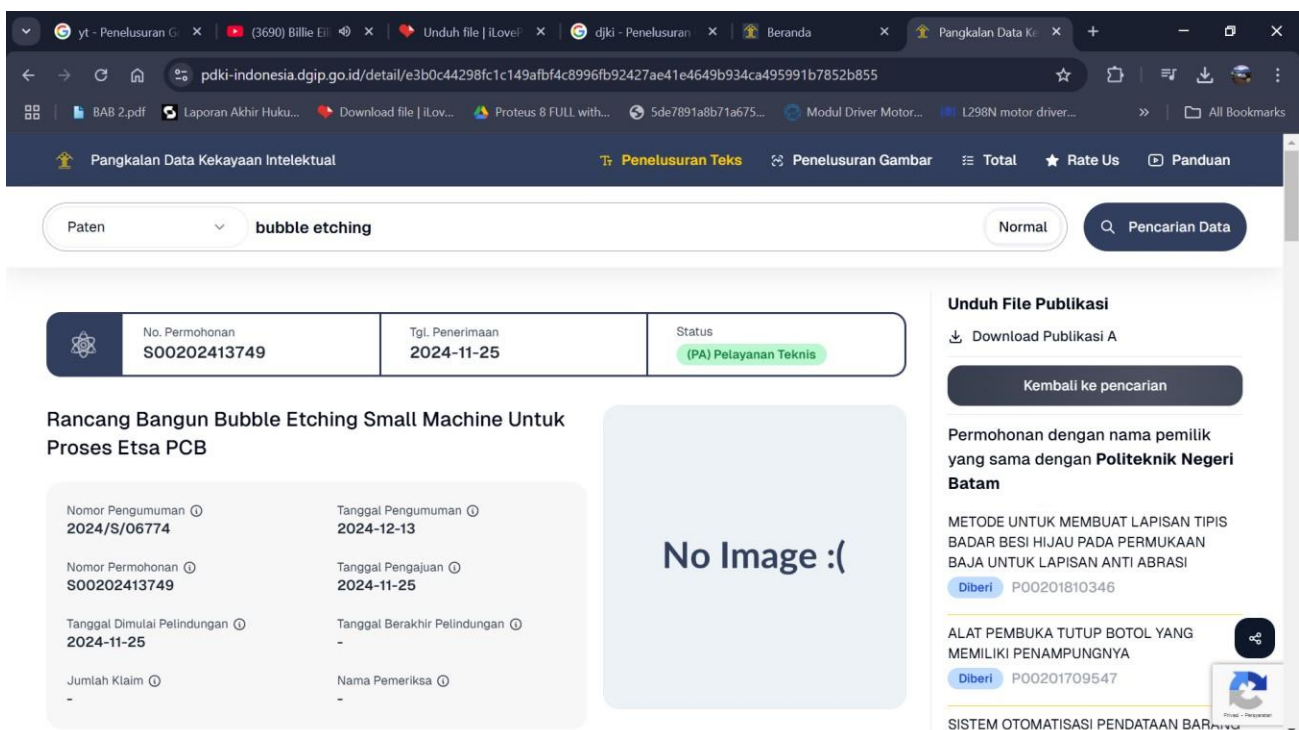 yt - Penelusuran G
(3690) Billie Eil
Unduh file | iLoveP
djki - Penelusuran
Beranda
Pangkalan Data Ke
pdki-indonesia.dgip.go.id/detail/e3b0c44298fc1c149afbf4c8996fb92427ae41e4649b934ca495991b7852b855
BAB 2.pdf
Laporan Akhir Huku...
Download file | iLov...
Proteus 8 FULL with...
5de7891a8b71a675...
Modul Driver Motor...
L298N motor driver...
»
All Bookmarks
Pangkalan Data Kekayaan Intelektual
Penelusuran Teks
Penelusuran Gambar
Total
Rate Us
Panduan
Paten
bubble etching
Normal
Pencarian Data
No. Permohonan
S00202413749
Tgl. Penerimaan
2024-11-25
Status
(PA) Pelayanan Teknis
Rancang Bangun Bubble Etching Small Machine Untuk
Proses Etsa PCB
Nomor Pengumuman
2024/S/06774
Tanggal Pengumuman
2024-12-13
Nomor Permohonan
S00202413749
Tanggal Pengajuan
2024-11-25
Tanggal Dimulai Pelindungan
2024-11-25
Tanggal Berakhir Pelindungan
-
Jumlah Klaim
-
Nama Pemeriksa
-
No Image :(
Unduh File Publikasi
Download Publikasi A
Kembali ke pencarian
Permohonan dengan nama pemilik
yang sama dengan Politeknik Negeri
Batam
METODE UNTUK MEMBUAT LAPISAN TIPIS
BADAR BESI HIJAU PADA PERMUKAAN
BAJA UNTUK LAPISAN ANTI ABRASI
Diberi P00201810346
ALAT PEMBUKA TUTUP BOTOL YANG
MEMILIKI PENAMPUNGNYA
Diberi P00201709547
SISTEM OTOMATISASI PENDATAAN BARANG